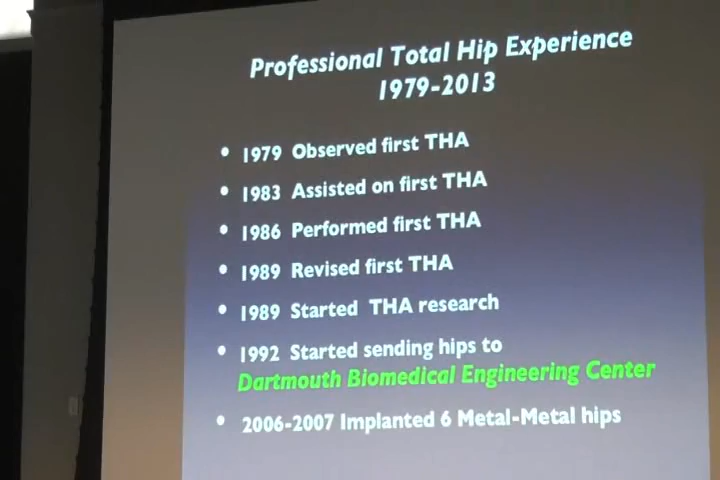 Professional Total Hip Experience
1979-2013
• 1979 Observed first THA
• 1983 Assisted on first THA
• 1986 Performed first THA
• 1989 Revised first THA
• 1989 Started THA research
• 1992 Started sending hips to
Dartmouth Biomedical Engineering Center
• 2006-2007 Implanted 6 Metal-Metal hips